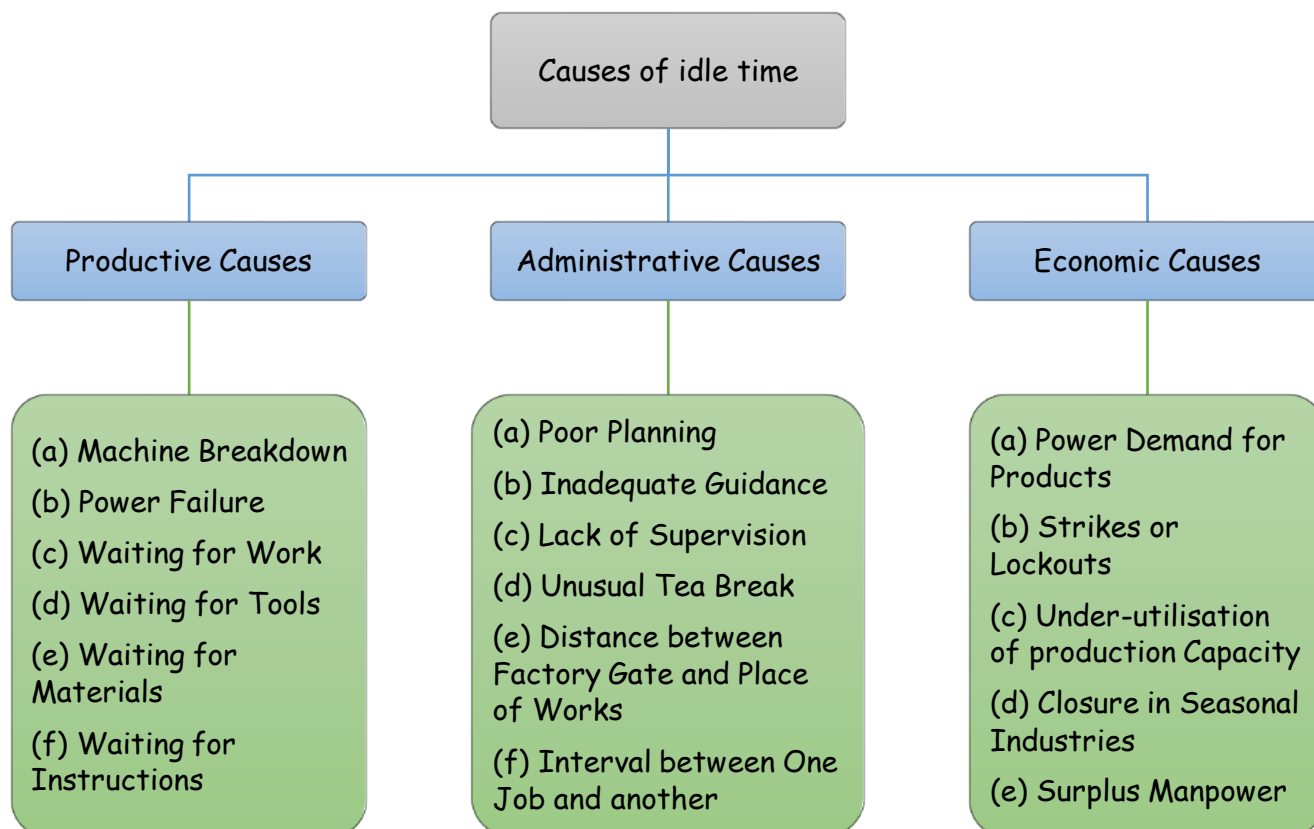 Causes of idle time
Productive Causes
Administrative Causes
Economic Causes
(a) Machine Breakdown
(b) Power Failure
(c) Waiting for Work
(d) Waiting for Tools
(e) Waiting for
Materials
(f) Waiting for
Instructions
(a) Poor Planning
(b) Inadequate Guidance
(c) Lack of Supervision
(d) Unusual Tea Break
(e) Distance between
Factory Gate and Place
of Works
(f) Interval between One
Job and another
(a) Power Demand for
Products
(b) Strikes or
Lockouts
(c) Under-utilisation
of production Capacity
(d) Closure in Seasonal
Industries
(e) Surplus Manpower